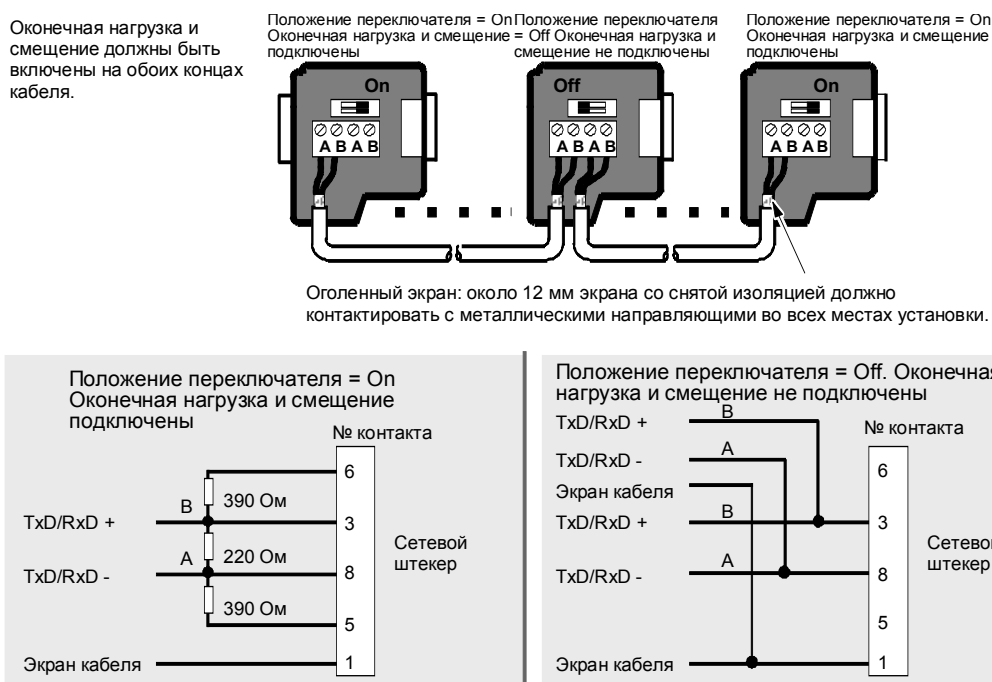 Оконечная нагрузка и
смещение должны быть
включены на обоих концах
кабеля.
Положение переключателя = On
Оконечная нагрузка и смещение
подключены
Положение переключателя
= Off Оконечная нагрузка и
смещение не подключены
Положение переключателя = On
Оконечная нагрузка и смещение
подключены
On
A B A B
Off
A B A B
On
A B A B
Оголенный экран: около 12 мм экрана со снятой изоляцией должно
контактировать с металлическими направляющими во всех местах установки.
Положение переключателя = On
Оконечная нагрузка и смещение
подключены
№ контакта
6
390 Ом
TxD/RxD +
B
3
220 Ом
TxD/RxD -
A
8
390 Ом
5
Экран кабеля
1
Сетевой
штекер
Положение переключателя = Off. Оконечная
нагрузка и смещение не подключены
TxD/RxD +
B
№ контакта
TxD/RxD -
A
6
Экран кабеля
TxD/RxD +
B
3
TxD/RxD -
A
8
5
Экран кабеля
1
Сетевой
штекер